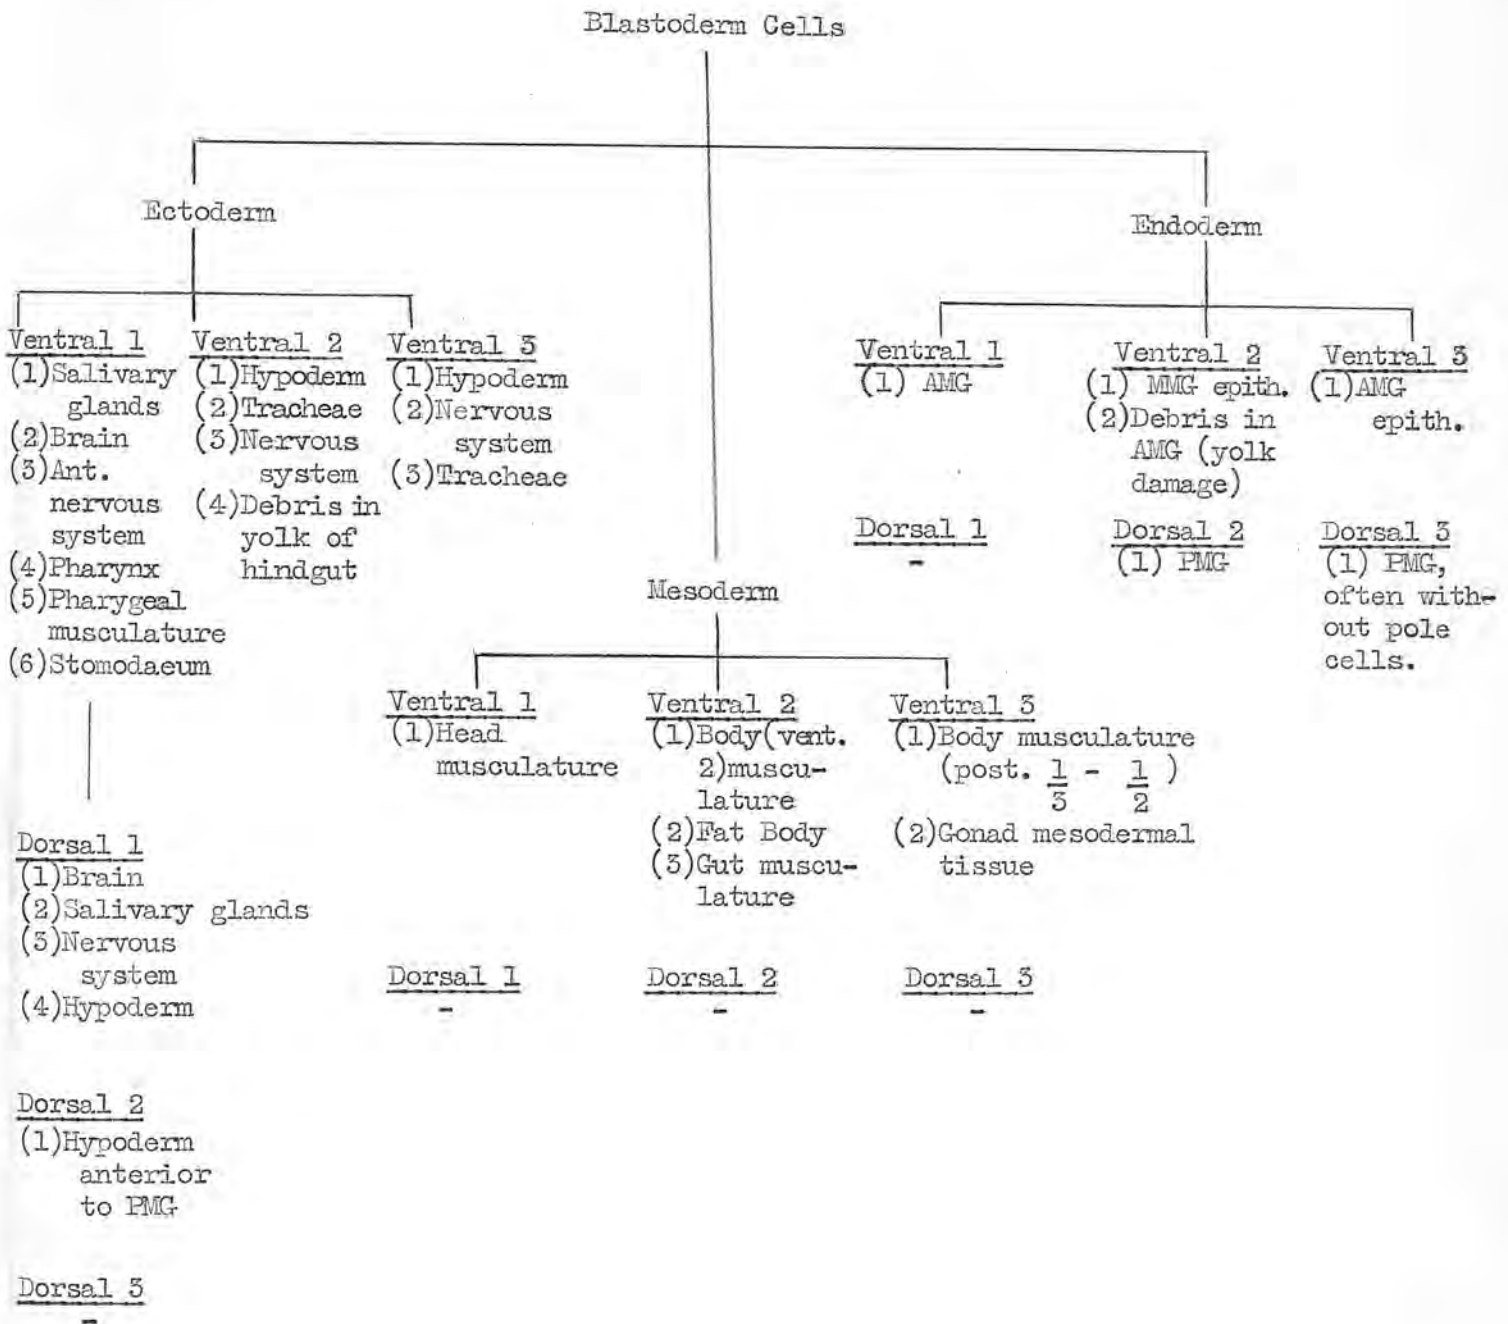 Blastoderm Cells
Ectoderm
Ventral 1
(1)Salivary
glands
(2)Brain
(3)Ant.
nervous
system
(4)Pharynx
(5)Pharygeal
musculature
(6)Stomodaeum
Ventral 2
(1)Hypoderm
(2)Tracheae
(3)Nervous
system
(4)Debris in
yolk of
hindgut
Ventral 3
(1)Hypoderm
(2)Nervous
system
(3)Tracheae
Dorsal 1
(1)Brain
(2)Salivary glands
(3)Nervous
system
(4)Hypoderm
Dorsal 2
(1)Hypoderm
anterior
to PMG
Dorsal 3
-
Mesoderm
Ventral 1
(1)Head
musculature
Ventral 2
(1)Body(vent.
2)muscu-
lature
(2)Fat Body
(3)Gut muscu-
lature
Ventral 3
(1)Body musculature
(post. 1/3 - 1/2 )
(2)Gonad mesodermal
tissue
Dorsal 1
-
Dorsal 2
-
Dorsal 3
-
Endoderm
Ventral 1
(1) AMG
Ventral 2
(1) MMG epith.
(2)Debris in
AMG (yolk
damage)
Ventral 3
(1)AMG
epith.
Dorsal 1
-
Dorsal 2
(1) PMG
Dorsal 3
(1) PMG,
often with-
out pole
cells.